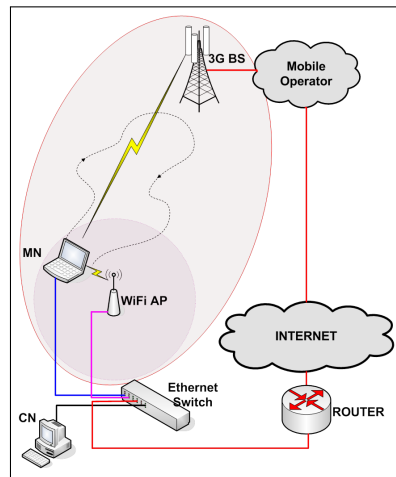 3G BS
Mobile
Operator
MN
WiFi AP
INTERNET
Ethernet
Switch
ROUTER
CN